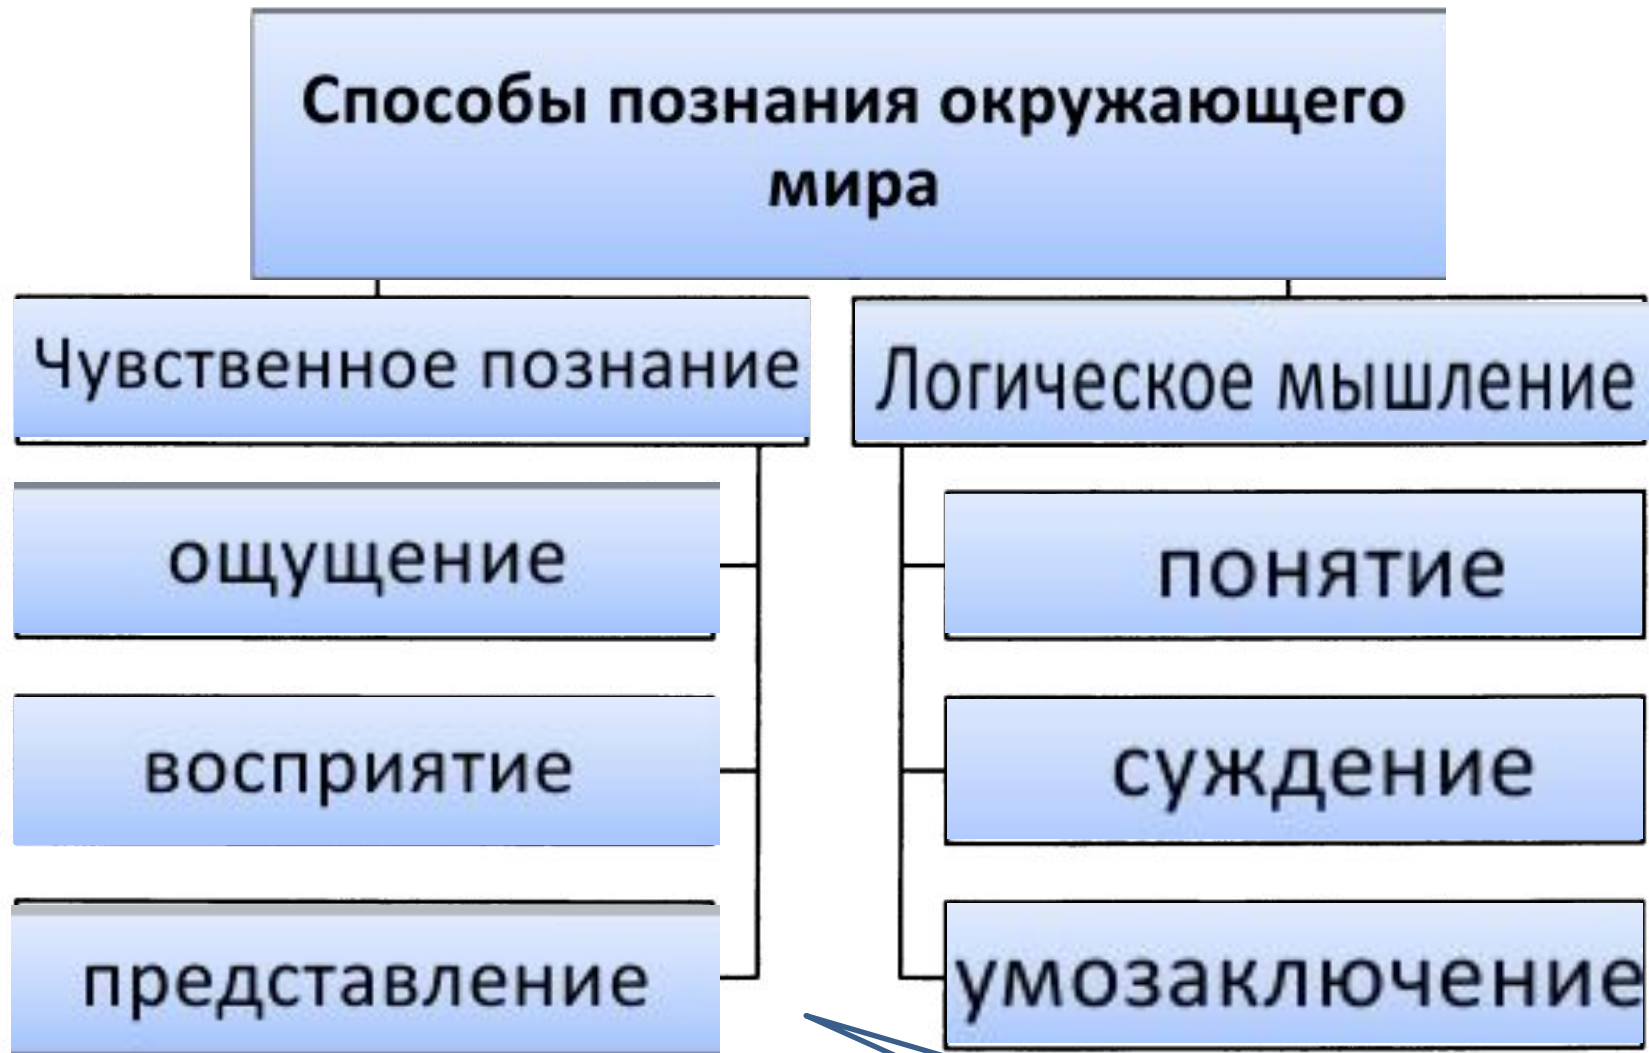 Способы познания окружающего
мира
Чувственное познание
ощущение
восприятие
представление
Логическое мышление
понятие
суждение
умозаключение